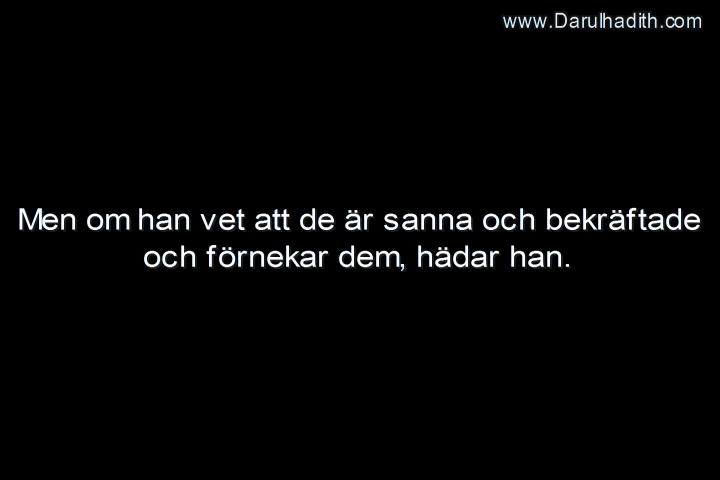 www.Darulhadith.com
Men om han vet att de är sanna och bekräftade
och förnekar dem, hädar han.